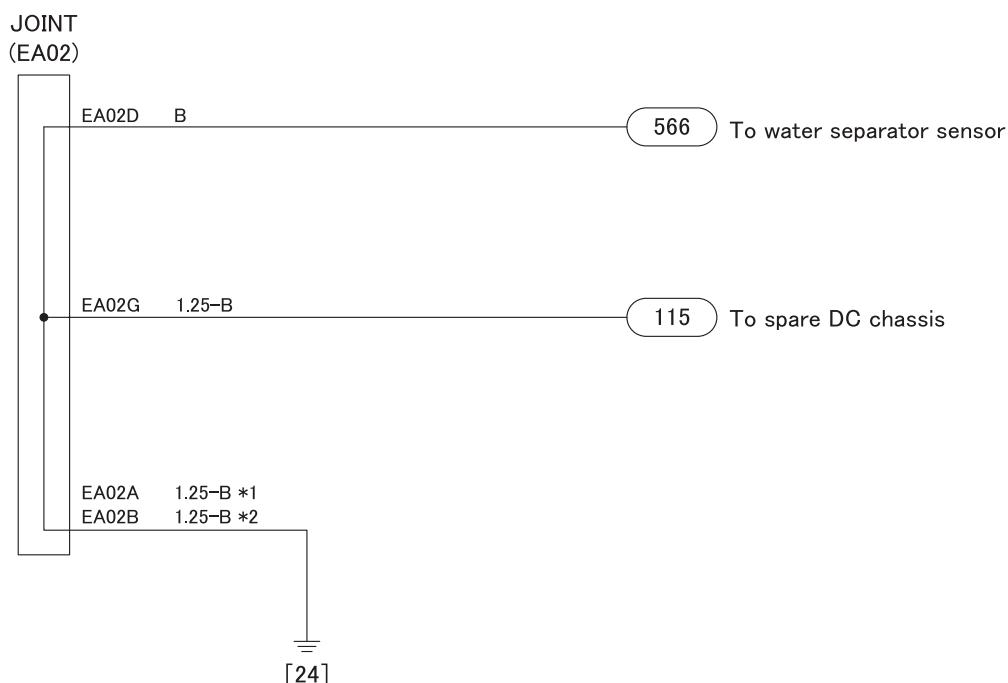 JOINT
(EA02)
EA02D B
566 To water separator sensor
EA02G 1.25-B
115 To spare DC chassis
EA02A 1.25-B *1
EA02B 1.25-B *2
[24]